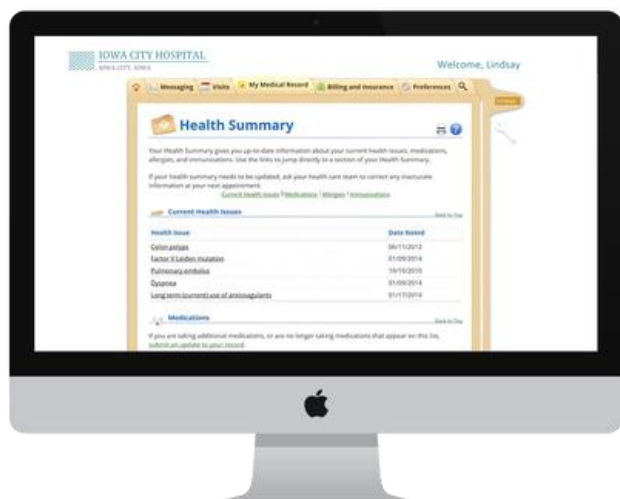 IOWA CITY HOSPITAL
IOWA CITY, IOWA
Welcome, Lindsay
Messaging Visits My Medical Record Billing and Insurance Preferences
Health Summary
Your Health Summary gives you up-to-date information about your current health issues, medications,
allergies, and immunizations. Use the links to jump directly to a section of your Health Summary.
If your health summary needs to be updated, ask your health care team to correct any inaccurate
information at your next appointment.
Current Health Issues | Medications | Allergies | Immunizations
Current Health Issues
Back to Top
Health Issue Date Noted
Colon polyps 06/11/2012
Factor V Leiden mutation 01/09/2014
Pulmonary embolus 10/10/2010
Dyspnea 01/09/2014
Long term (current) use of anticoagulants 01/17/2014
Medications
Back to Top
If you are taking additional medications, or are no longer taking medications that appear on this list,
submit an update to your record.